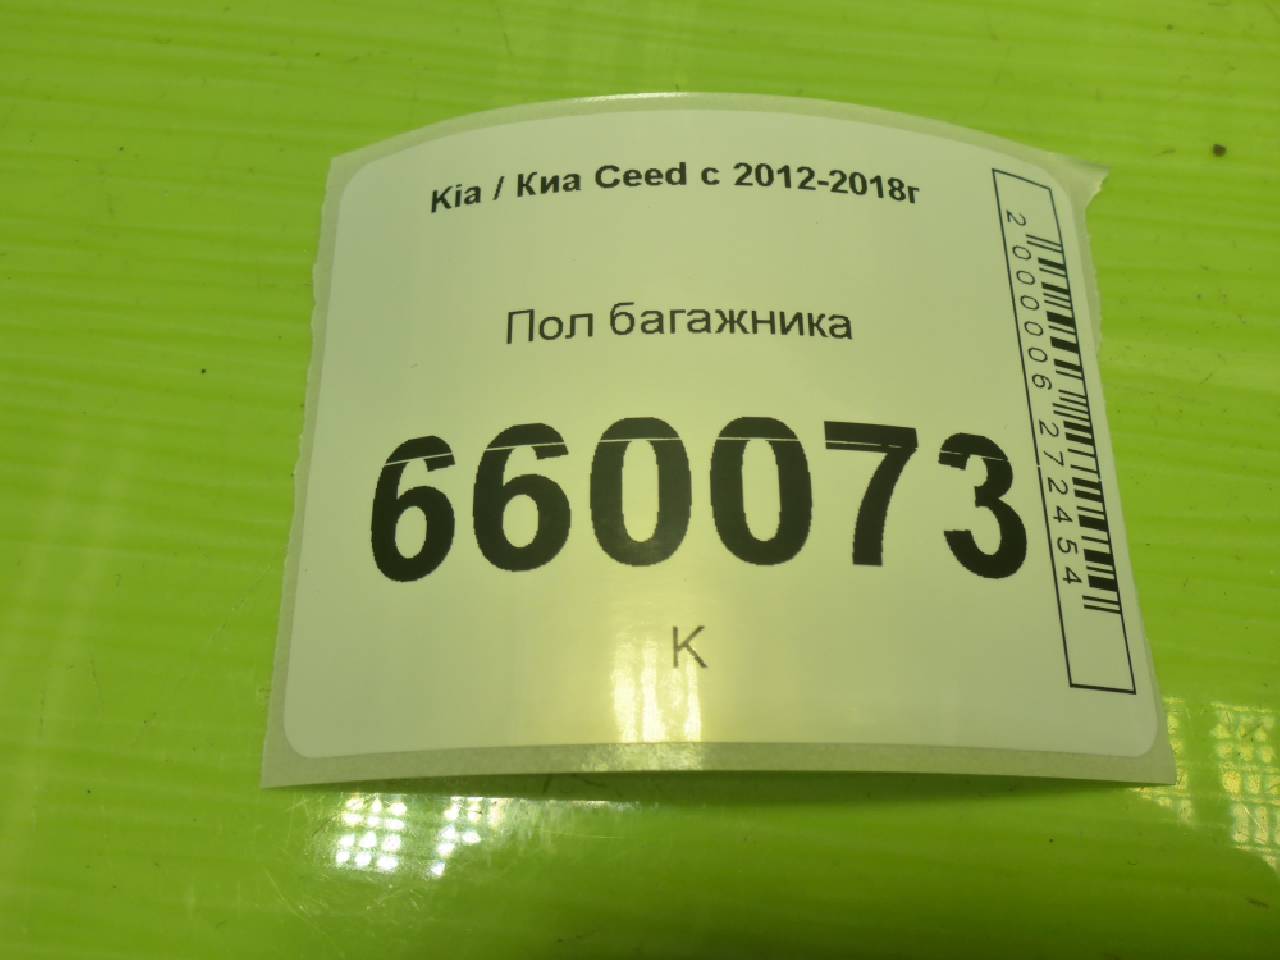 Kia / Киа Ceed с 2012-2018г
Пол багажника
660073
К
2000006272454